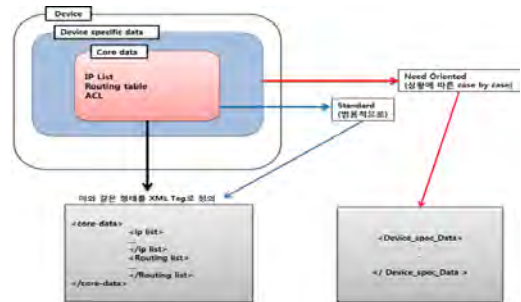 Device
Device specific data
Core data
IP List
Routing table
ACL
Need Oriented
(상황에 따른 case by case)
Standard
(범용적으로)
이와 같은 형태를 XML Tag로 정의
<core-data>
<ip list>
...
</ip list>
<Routing list>
...
</Routing list>
</core-data>
<Device_spec_Data>
.
</ Device_spec_Data >